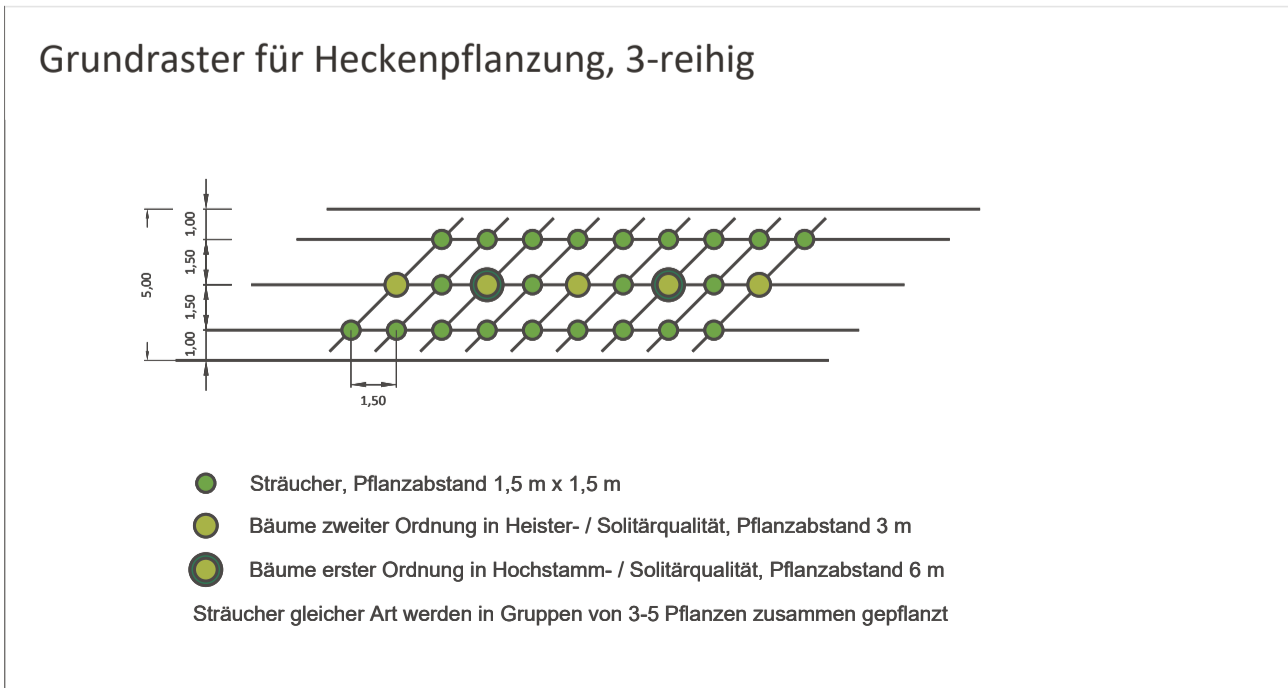 Grundraster für Heckenpflanzung, 3-reihig
1,00
1,50
5,00
1,50
1,00
1,50
Sträucher, Pflanzabstand 1,5 m x 1,5 m
Bäume zweiter Ordnung in Heister- / Solitärqualität, Pflanzabstand 3 m
Bäume erster Ordnung in Hochstamm- / Solitärqualität, Pflanzabstand 6 m
Sträucher gleicher Art werden in Gruppen von 3-5 Pflanzen zusammen gepflanzt